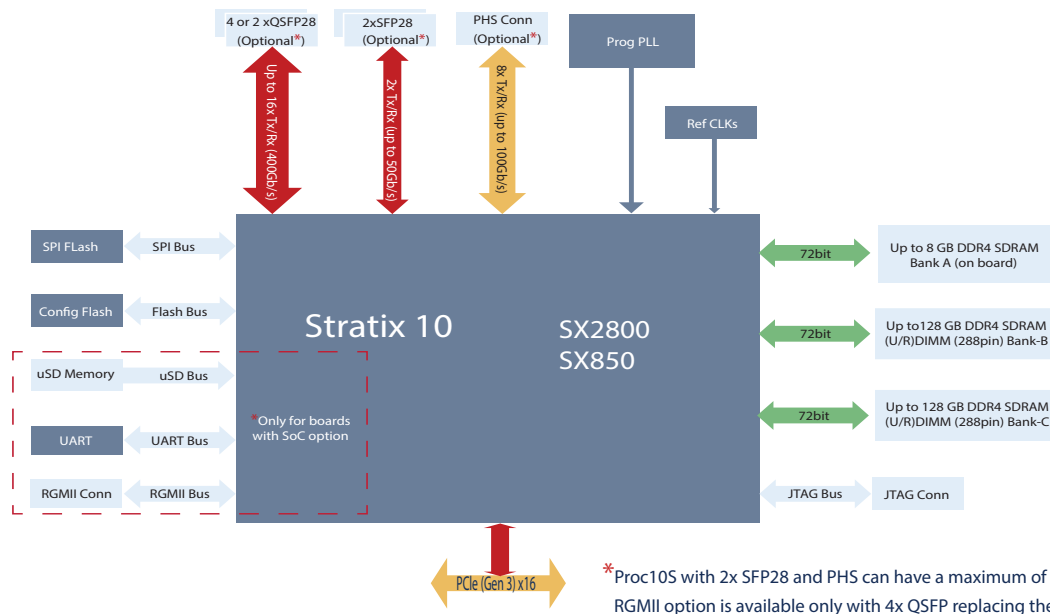 4 or 2 xQSFP28
(Optional*)
2xSFP28
(Optional*)
PHS Conn
(Optional*)
Prog PLL
Ref CLKs
Up to 16x Tx/Rx (400Gb/s)
2x Tx/Rx (up to 50Gb/s)
8x Tx/Rx (up to 100Gb/s)
SPI FLash
SPI Bus
Config Flash
Flash Bus
uSD Memory
uSD Bus
UART
UART Bus
RGMII Conn
RGMII Bus
*Only for boards
with SoC option
Stratix 10
SX2800
SX850
72bit
Up to 8 GB DDR4 SDRAM
Bank A (on board)
72bit
Up to128 GB DDR4 SDRAM
(U/R)DIMM (288pin) Bank-B
72bit
Up to 128 GB DDR4 SDRAM
(U/R)DIMM (288pin) Bank-C
JTAG Bus
JTAG Conn
PCIe (Gen 3) x16
*Proc10S with 2x SFP28 and PHS can have a maximum of
RGMII option is available only with 4x QSFP replacing the